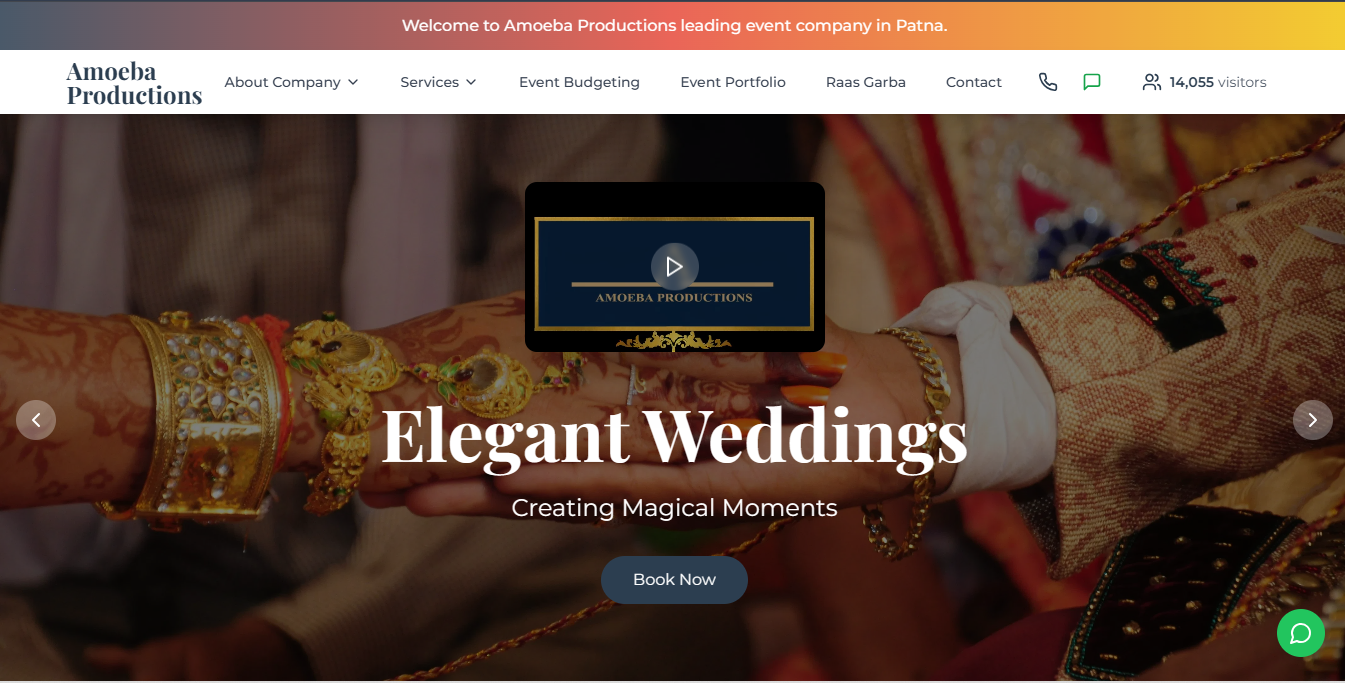 Welcome to Amoeba Productions leading event company in Patna.
Amoeba
Productions
About Company
Services
Event Budgeting
Event Portfolio
Raas Garba
Contact
14,055 visitors
AMOEBA PRODUCTIONS
Elegant Weddings
Creating Magical Moments
Book Now